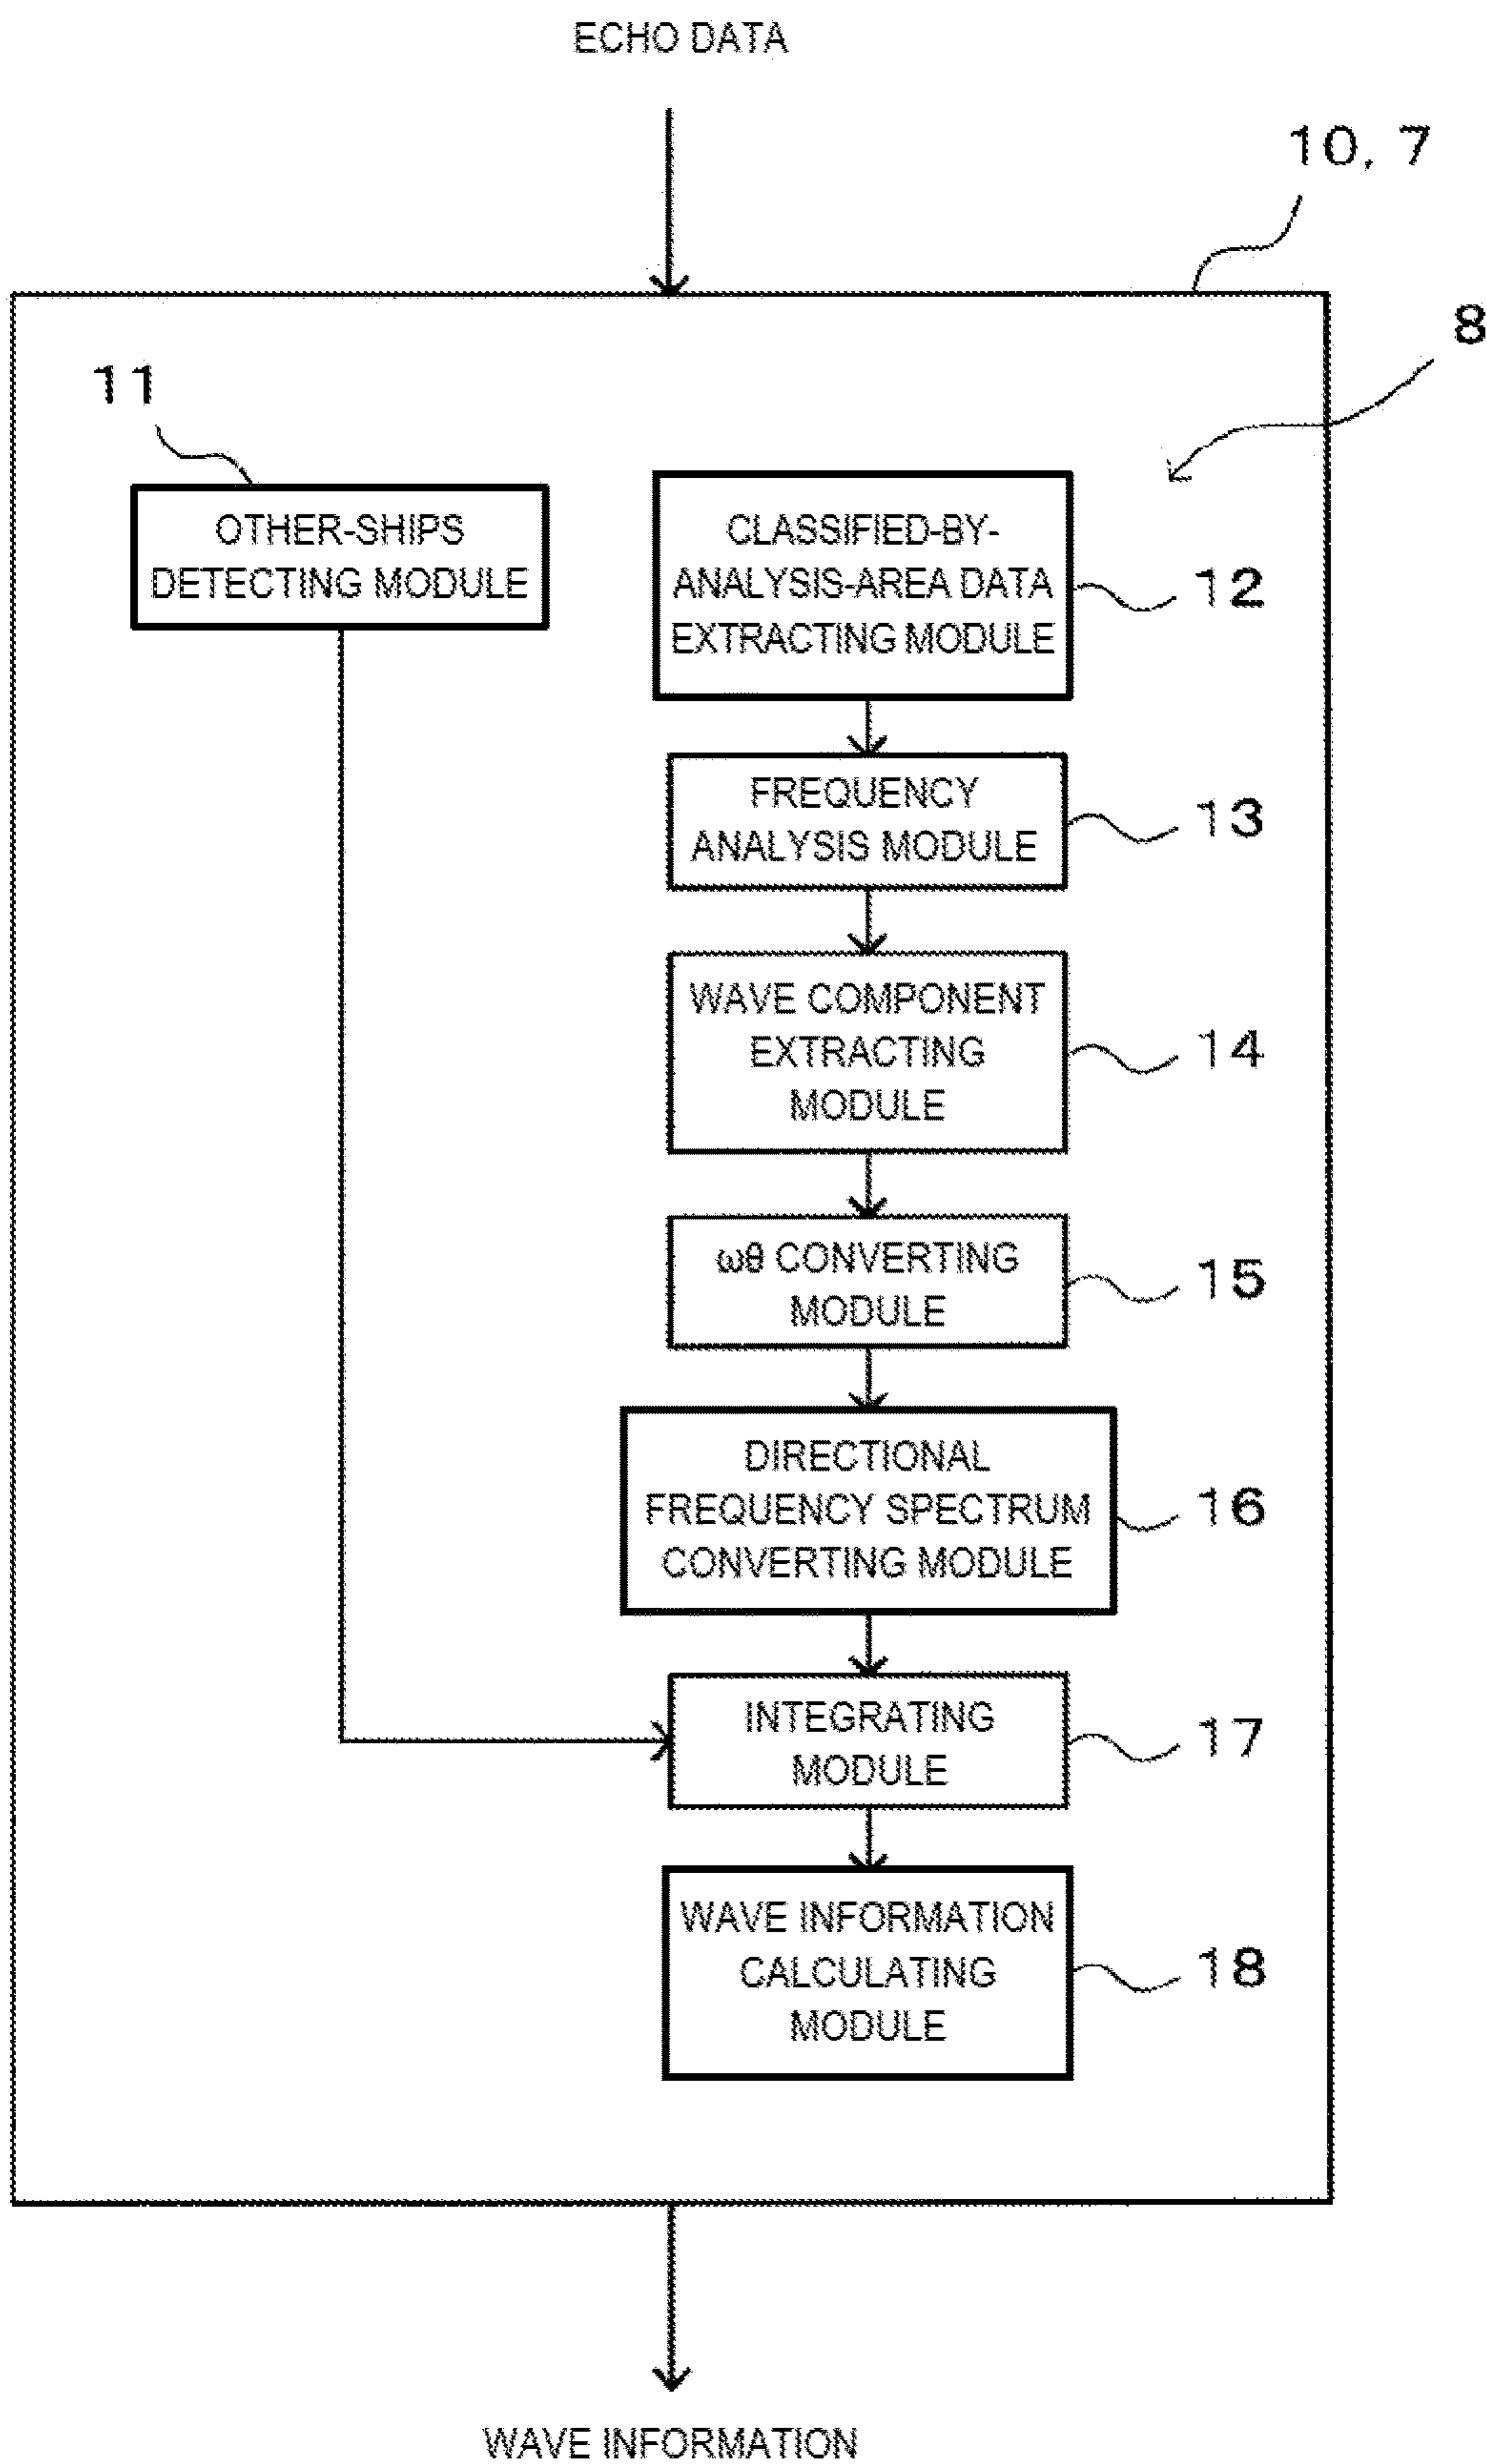 ECHO DATA
10, 7
8
11
OTHER-SHIPS
DETECTING MODULE
CLASSIFIED-BY-
ANALYSIS-AREA DATA
EXTRACTING MODULE
12
FREQUENCY
ANALYSIS MODULE
13
WAVE COMPONENT
EXTRACTING
MODULE
14
ωθ CONVERTING
MODULE
15
DIRECTIONAL
FREQUENCY SPECTRUM
CONVERTING MODULE
16
INTEGRATING
MODULE
17
WAVE INFORMATION
CALCULATING
MODULE
18
WAVE INFORMATION